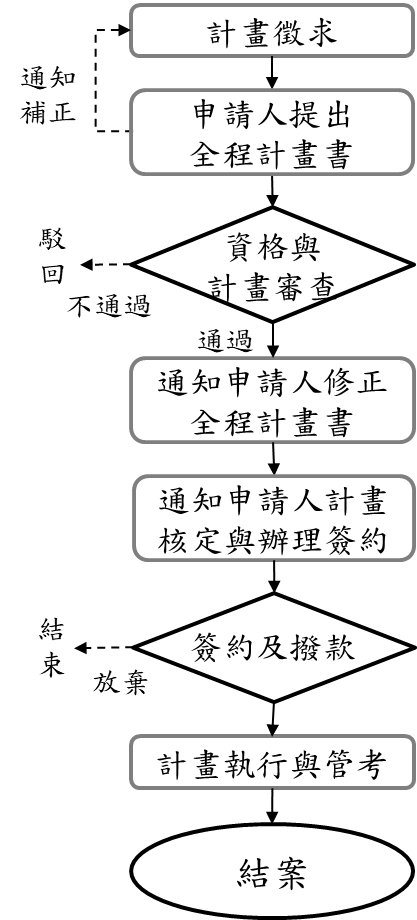 計畫徵求
通知
補正
申請人提出
全程計畫書
資格與
計畫審查
駁
回
不通過
通過
通知申請人修正
全程計畫書
通知申請人計畫
核定與辦理簽約
簽約及撥款
結
束
放棄
計畫執行與管考
結案